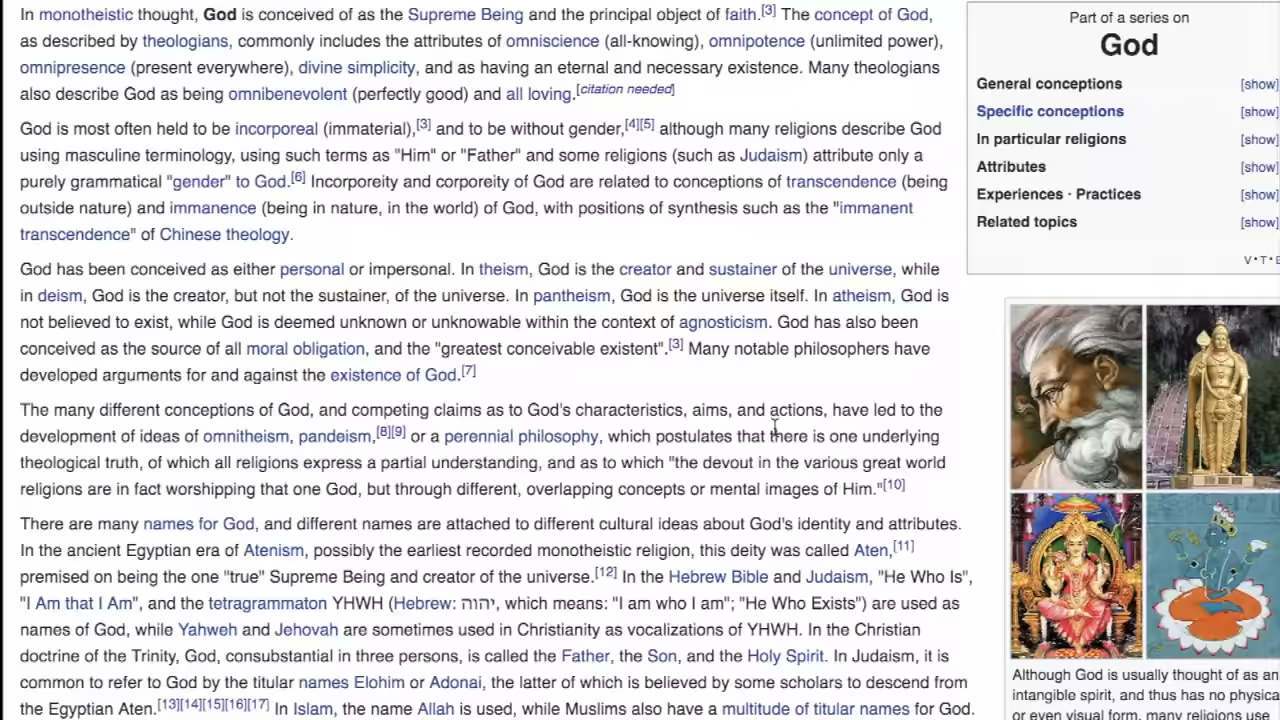 In monotheistic thought, God is conceived of as the Supreme Being and the principal object of faith.[3] The concept of God,
as described by theologians, commonly includes the attributes of omniscience (all-knowing), omnipotence (unlimited power),
omnipresence (present everywhere), divine simplicity, and as having an eternal and necessary existence. Many theologians
also describe God as being omnibenevolent (perfectly good) and all loving.[citation needed]
God is most often held to be incorporeal (immaterial),[3] and to be without gender,[4][5] although many religions describe God
using masculine terminology, using such terms as "Him" or "Father" and some religions (such as Judaism) attribute only a
purely grammatical "gender" to God.[6] Incorporeity and corporeity of God are related to conceptions of transcendence (being
outside nature) and immanence (being in nature, in the world) of God, with positions of synthesis such as the "immanent
transcendence" of Chinese theology.
God has been conceived as either personal or impersonal. In theism, God is the creator and sustainer of the universe, while
in deism, God is the creator, but not the sustainer, of the universe. In pantheism, God is the universe itself. In atheism, God is
not believed to exist, while God is deemed unknown or unknowable within the context of agnosticism. God has also been
conceived as the source of all moral obligation, and the "greatest conceivable existent".[3] Many notable philosophers have
developed arguments for and against the existence of God.[7]
The many different conceptions of God, and competing claims as to God's characteristics, aims, and actions, have led to the
development of ideas of omnitheism, pandeism,[8][9] or a perennial philosophy, which postulates that there is one underlying
theological truth, of which all religions express a partial understanding, and as to which "the devout in the various great world
religions are in fact worshipping that one God, but through different, overlapping concepts or mental images of Him."[10]
There are many names for God, and different names are attached to different cultural ideas about God's identity and attributes.
In the ancient Egyptian era of Atenism, possibly the earliest recorded monotheistic religion, this deity was called Aten,[11]
premised on being the one "true" Supreme Being and creator of the universe.[12] In the Hebrew Bible and Judaism, "He Who Is",
"I Am that I Am", and the tetragrammaton YHWH (Hebrew: יהוה, which means: "I am who I am"; "He Who Exists") are used as
names of God, while Yahweh and Jehovah are sometimes used in Christianity as vocalizations of YHWH. In the Christian
doctrine of the Trinity, God, consubstantial in three persons, is called the Father, the Son, and the Holy Spirit. In Judaism, it is
common to refer to God by the titular names Elohim or Adonai, the latter of which is believed by some scholars to descend from
the Egyptian Aten.[13][14][15][16][17] In Islam, the name Allah is used, while Muslims also have a multitude of titular names for God.
Part of a series on
God
General conceptions [show]
Specific conceptions [show]
In particular religions [show]
Attributes [show]
Experiences · Practices [show]
Related topics [show]
V · T · E
Although God is usually thought of as an
intangible spirit, and thus has no physica
or even visual form, many religions use